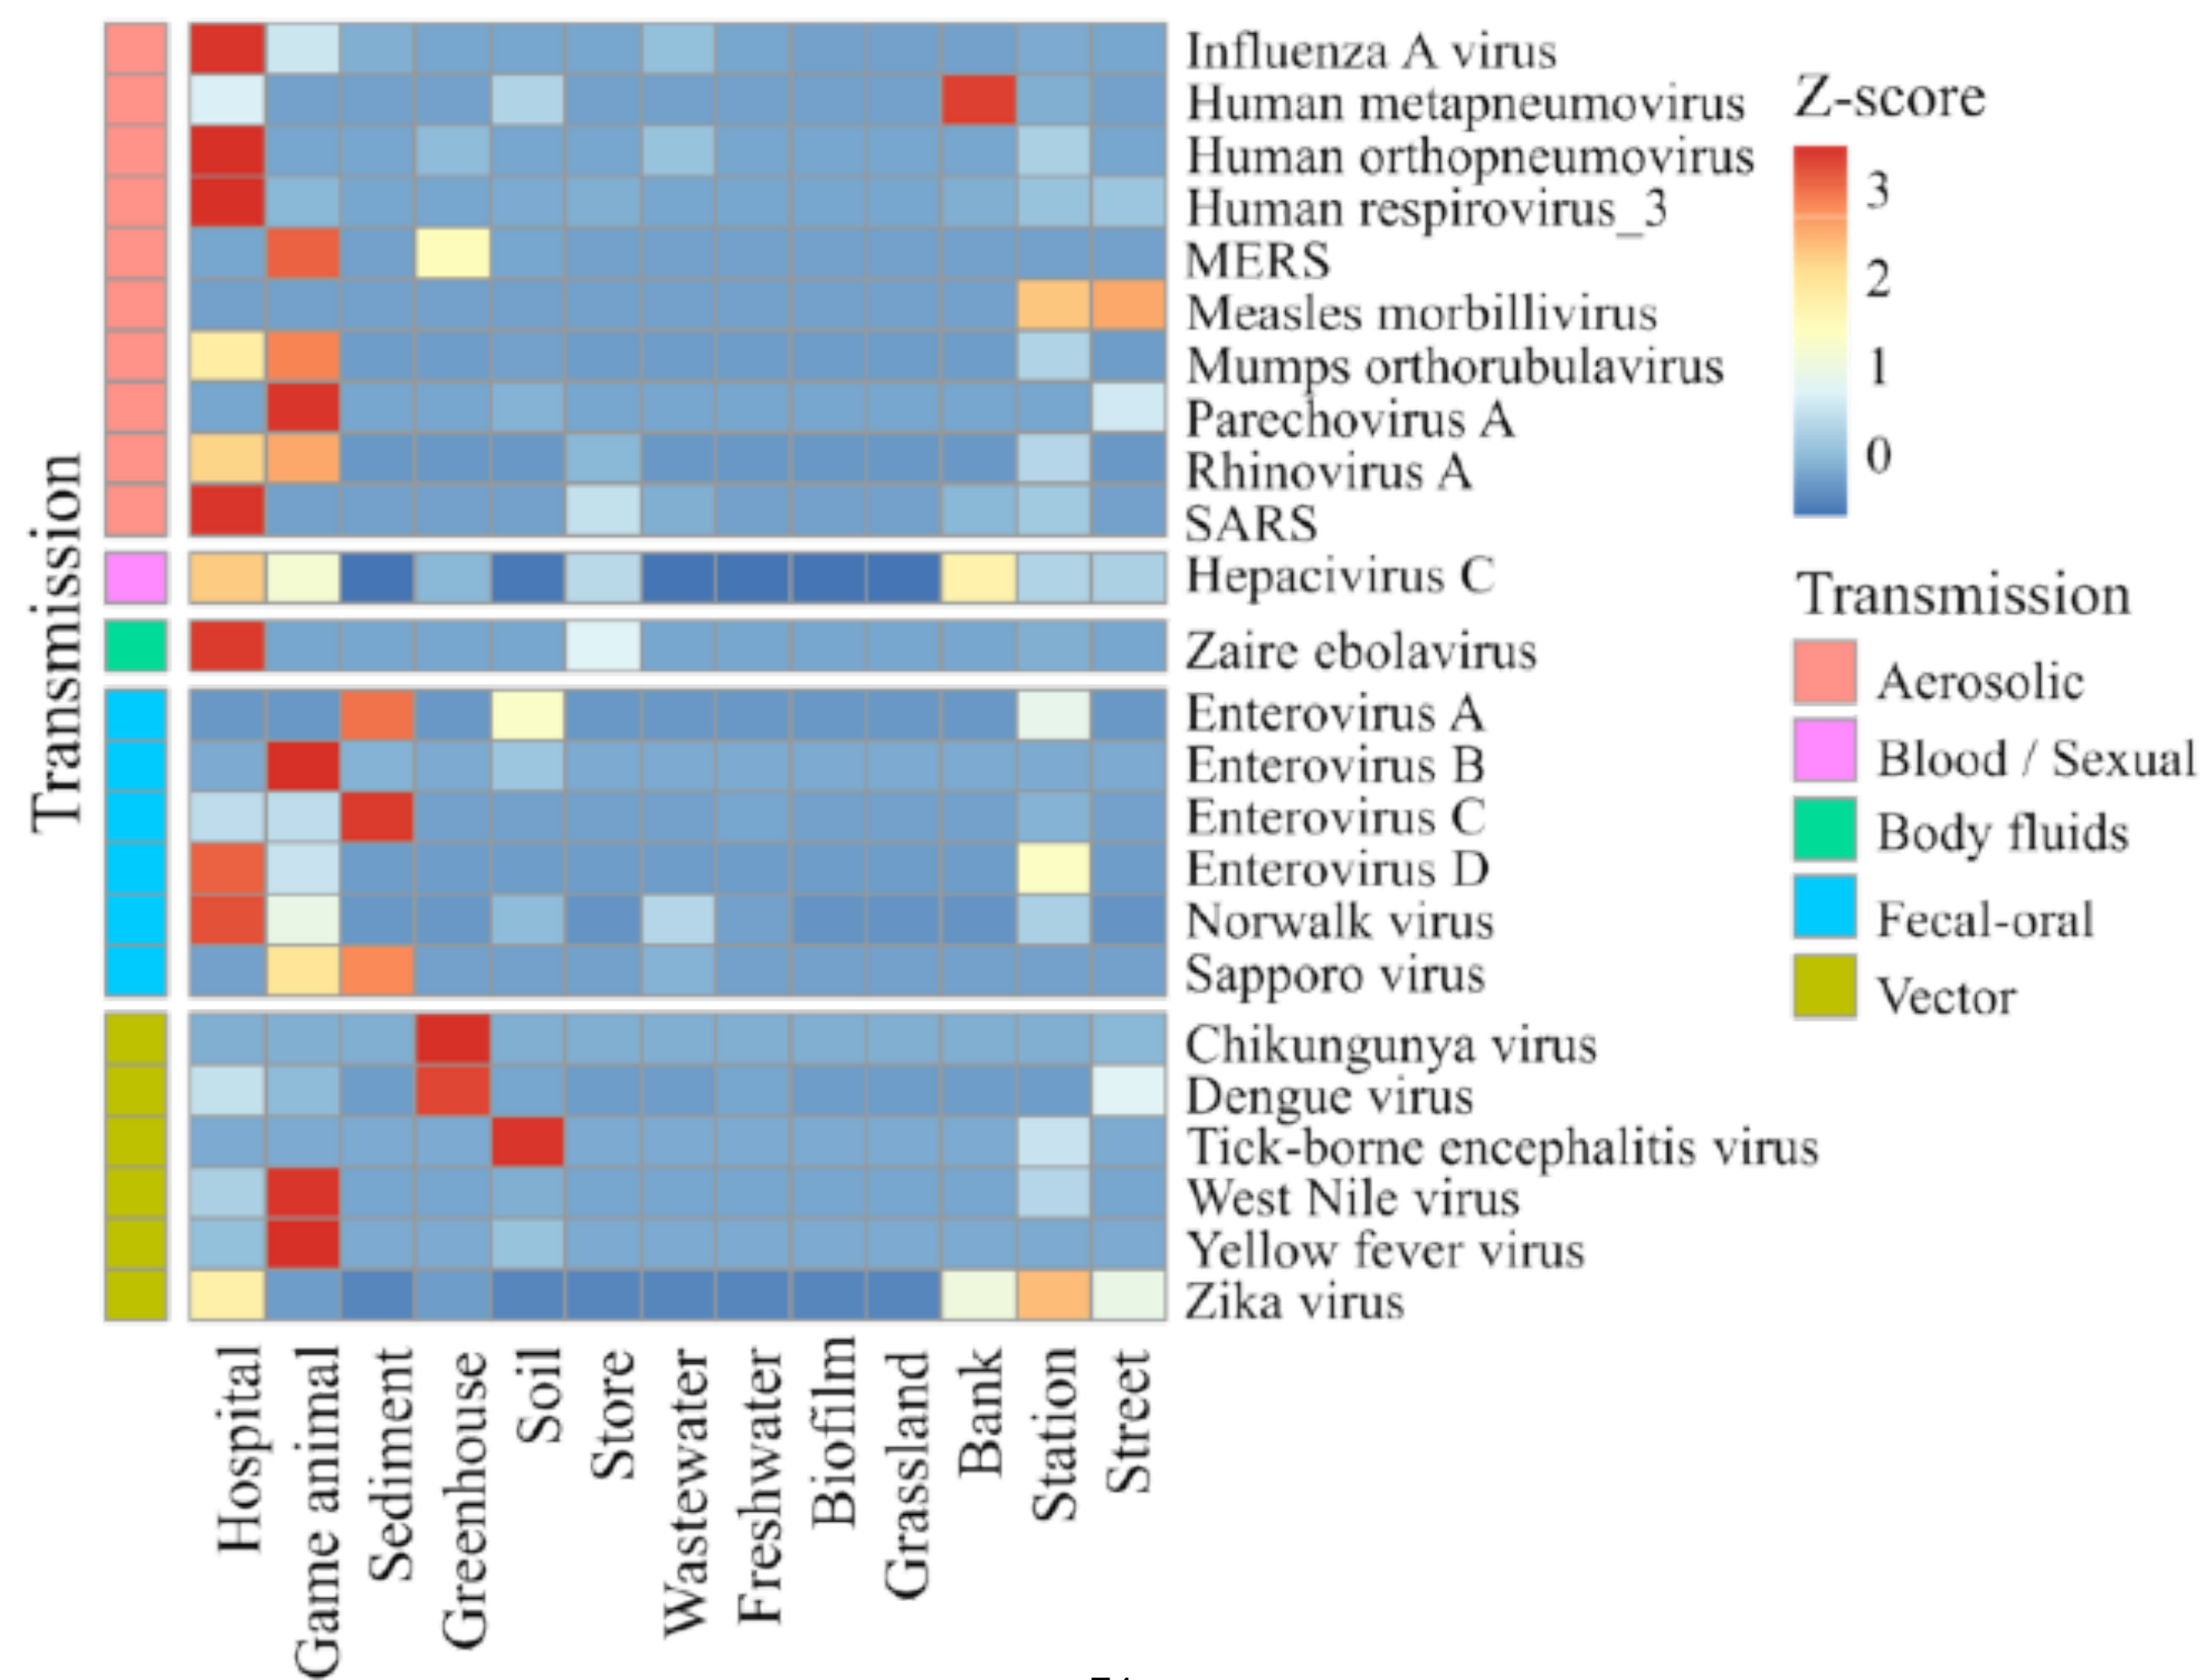 Transmission
Influenza A virus
Human metapneumovirus
Human orthopneumovirus
Human respirovirus_3
MERS
Measles morbillivirus
Mumps orthorubulavirus
Parechovirus A
Rhinovirus A
SARS
Hepacivirus C
Zaire ebolavirus
Enterovirus A
Enterovirus B
Enterovirus C
Enterovirus D
Norwalk virus
Sapporo virus
Chikungunya virus
Dengue virus
Tick-borne encephalitis virus
West Nile virus
Yellow fever virus
Zika virus
Z-score
3
2
1
0
Transmission
Aerosolic
Blood / Sexual
Body fluids
Fecal-oral
Vector
Hospital
Game animal
Sediment
Greenhouse
Soil
Store
Wastewater
Freshwater
Biofilm
Grassland
Bank
Station
Street